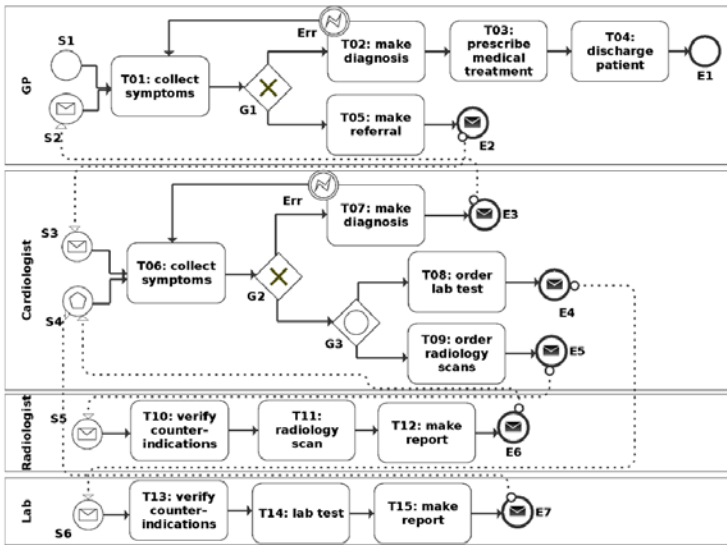 GP
S1
S2
T01: collect
symptoms
Err
G1
T02: make
diagnosis
T03:
prescribe
medical
treatment
T04:
discharge
patient
E1
T05: make
referral
E2
Cardiologist
S3
S4
T06: collect
symptoms
Err
G2
T07: make
diagnosis
E3
G3
T08: order
lab test
E4
T09: order
radiology
scans
E5
Radiologist
S5
T10: verify
counter-
indications
T11:
radiology
scan
T12: make
report
E6
Lab
S6
T13: verify
counter-
indications
T14: lab test
T15: make
report
E7